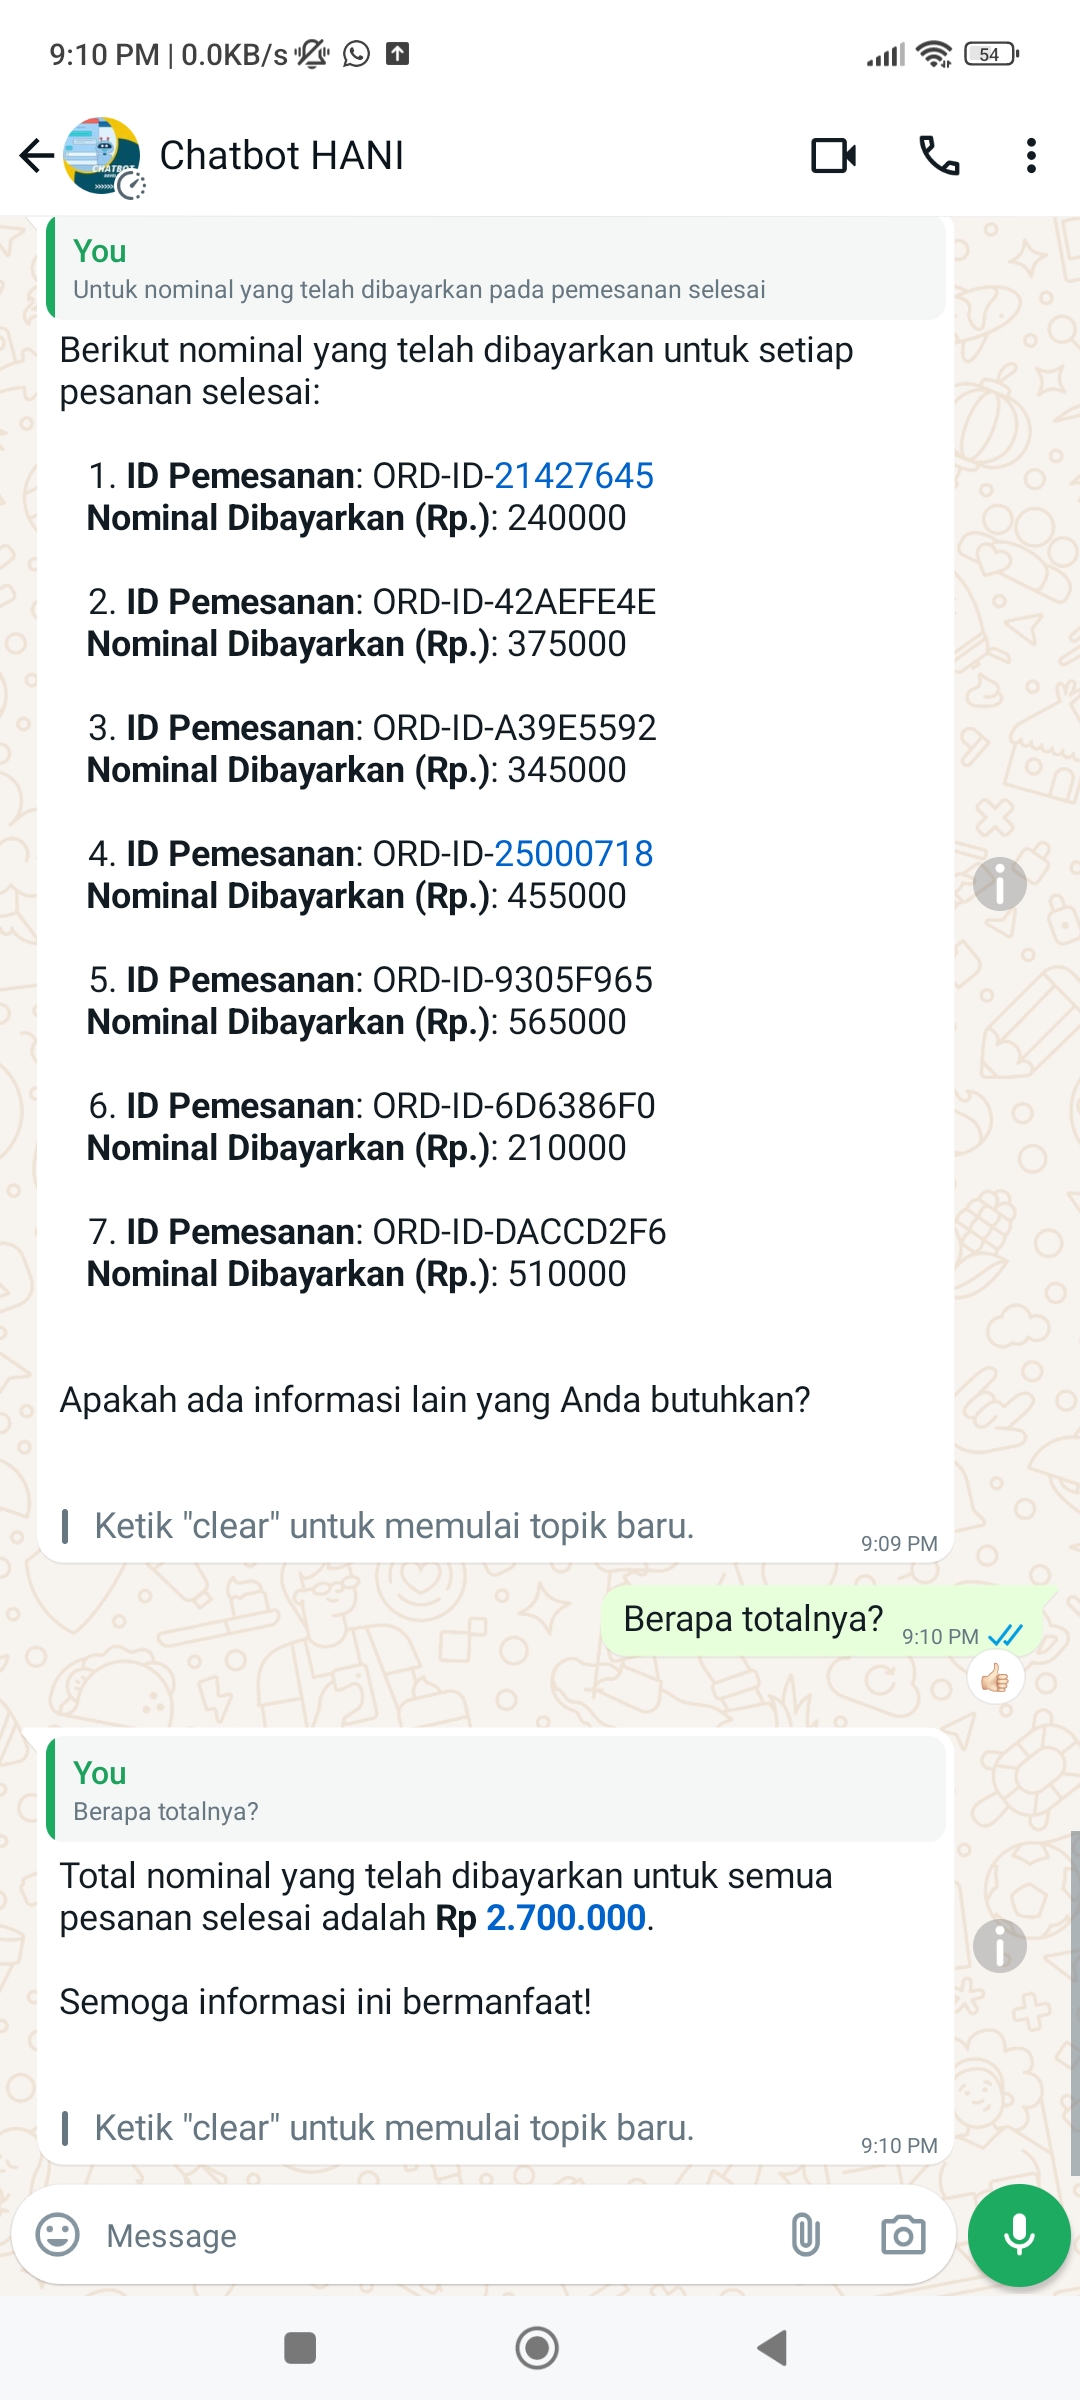 9:10 PM | 0.0KB/s
54
Chatbot HANI
You
Untuk nominal yang telah dibayarkan pada pemesanan selesai
Berikut nominal yang telah dibayarkan untuk setiap
pesanan selesai:
1. ID Pemesanan: ORD-ID-21427645
Nominal Dibayarkan (Rp.): 240000
2. ID Pemesanan: ORD-ID-42AEFE4E
Nominal Dibayarkan (Rp.): 375000
3. ID Pemesanan: ORD-ID-A39E5592
Nominal Dibayarkan (Rp.): 345000
4. ID Pemesanan: ORD-ID-25000718
Nominal Dibayarkan (Rp.): 455000
5. ID Pemesanan: ORD-ID-9305F965
Nominal Dibayarkan (Rp.): 565000
6. ID Pemesanan: ORD-ID-6D6386F0
Nominal Dibayarkan (Rp.): 210000
7. ID Pemesanan: ORD-ID-DACCD2F6
Nominal Dibayarkan (Rp.): 510000
Apakah ada informasi lain yang Anda butuhkan?
Ketik "clear" untuk memulai topik baru.
9:09 PM
Berapa totalnya?
9:10 PM
You
Berapa totalnya?
Total nominal yang telah dibayarkan untuk semua
pesanan selesai adalah Rp 2.700.000.
Semoga informasi ini bermanfaat!
Ketik "clear" untuk memulai topik baru.
9:10 PM
Message